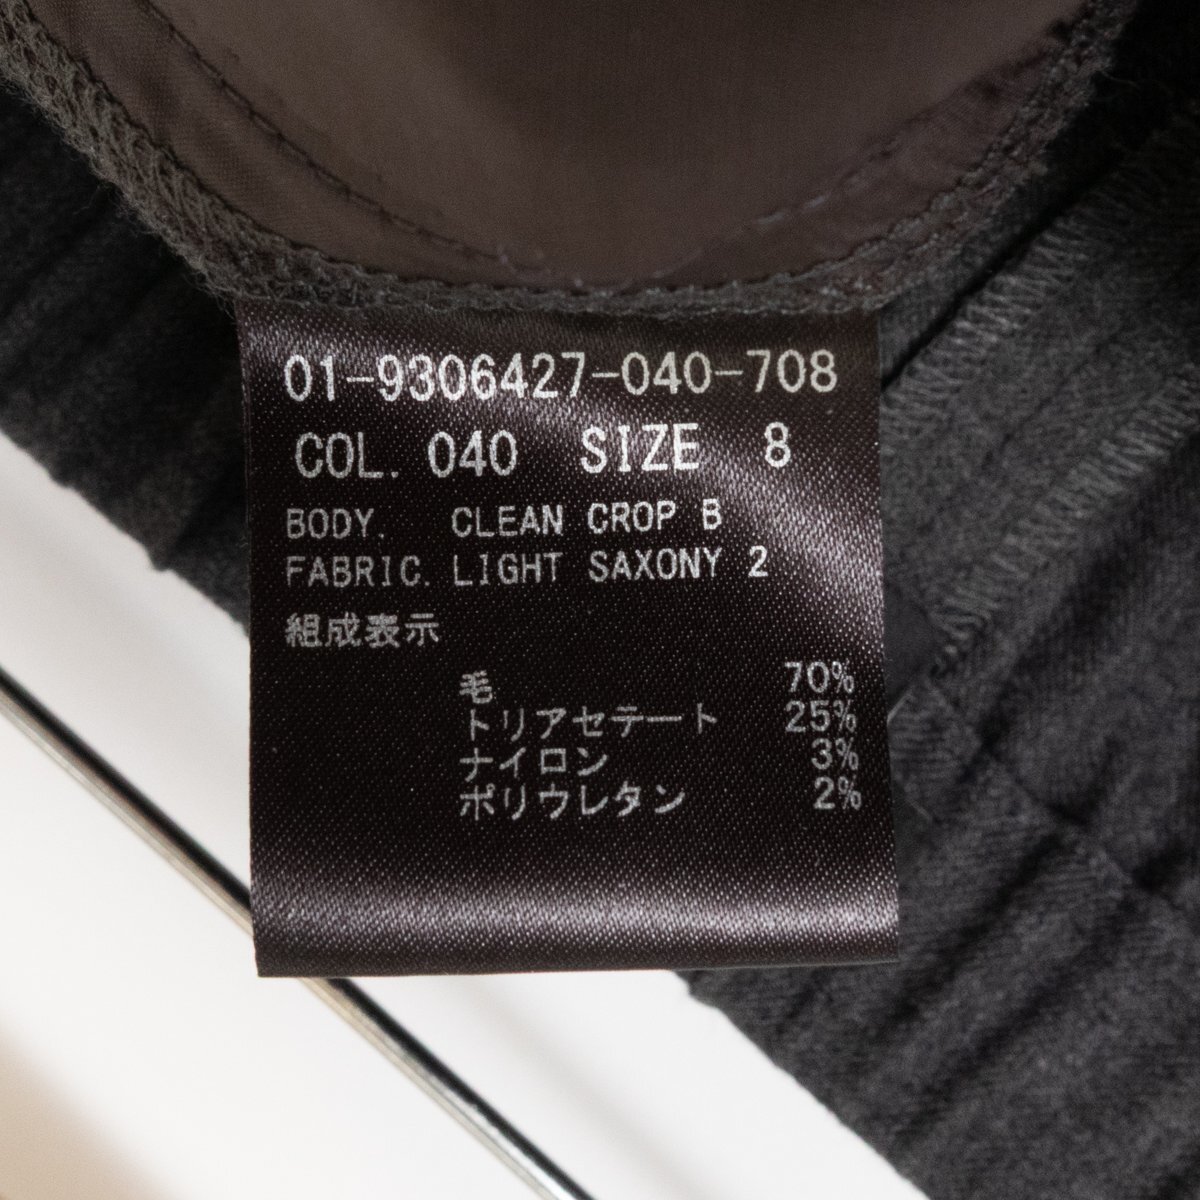 01-9306427-040-708
COL. 040 SIZE 8
BODY. CLEAN CROP B
FABRIC. LIGHT SAXONY 2
組成表示
毛 70%
トリアセテート 25%
ナイロン 3%
ポリウレタン 2%